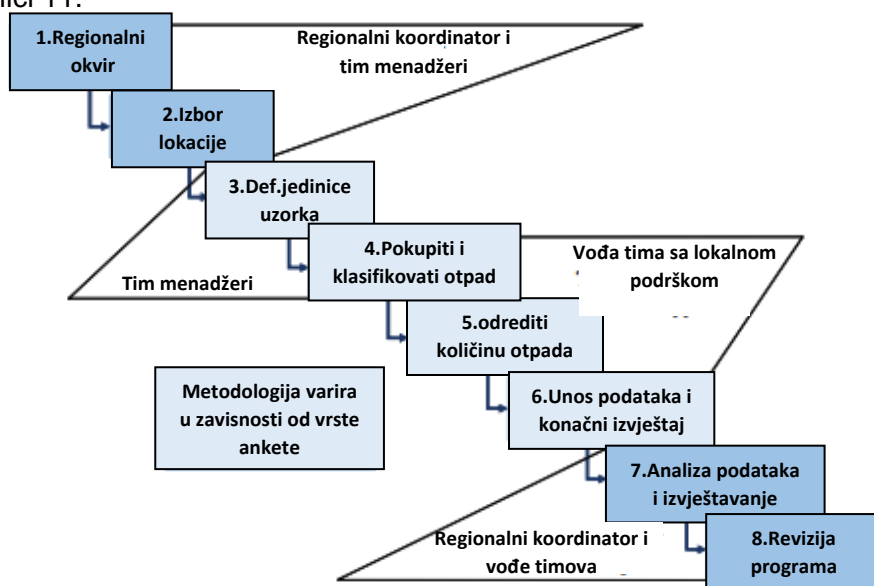 1.Regionalni
okvir
Regionalni koordinator i
tim menadžeri
2.Izbor
lokacije
3.Def.jedinice
uzorka
Tim menadžeri
4.Pokupiti i
klasifikovati otpad
Vođa tima sa lokalnom
podrškom
5.odrediti
količinu otpada
Metodologija varira
u zavisnosti od vrste
ankete
6.Unos podataka i
konačni izvještaj
7.Analiza podataka
i izvještavanje
Regionalni koordinator i
vođe timova
8.Revizija
programa